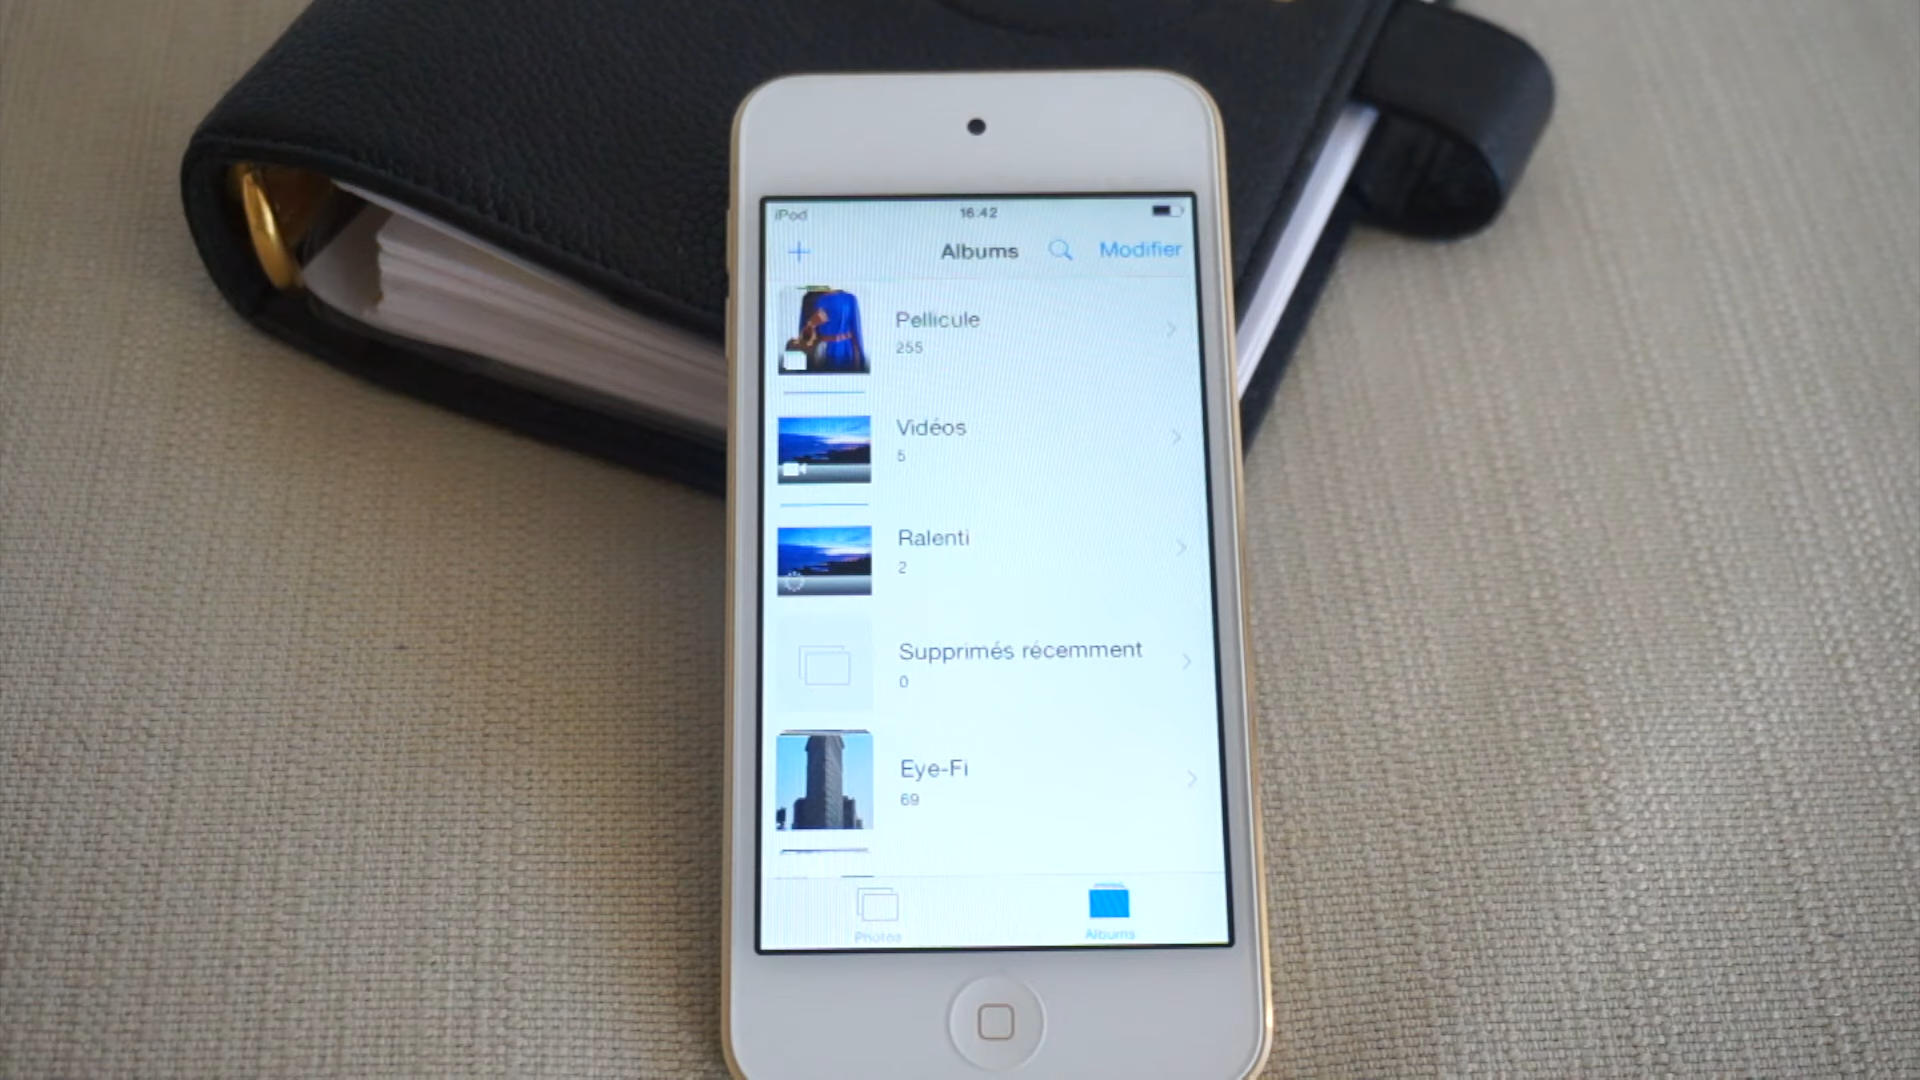 iPod 16:42
Albums Modifier
Pellicule
255
Vidéos
5
Ralenti
2
Supprimés récemment
0
Eye-Fi
69
Photos Albums